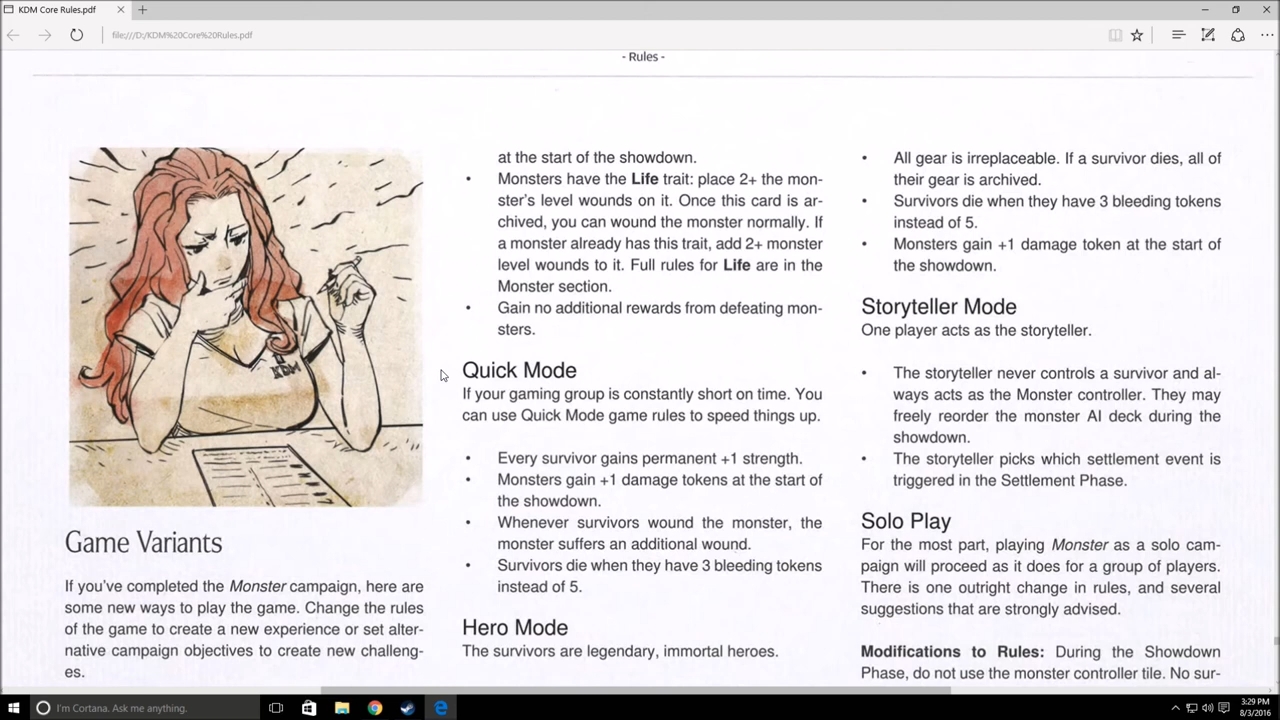 KDM Core Rules.pdf
file:///D:/KDM%20Core%20Rules.pdf
- Rules -
KDM
Game Variants
If you've completed the Monster campaign, here are
some new ways to play the game. Change the rules
of the game to create a new experience or set alter-
native campaign objectives to create new challeng-
es.
at the start of the showdown.
• Monsters have the Life trait: place 2+ the mon-
ster's level wounds on it. Once this card is ar-
chived, you can wound the monster normally. If
a monster already has this trait, add 2+ monster
level wounds to it. Full rules for Life are in the
Monster section.
• Gain no additional rewards from defeating mon-
sters.
Quick Mode
If your gaming group is constantly short on time. You
can use Quick Mode game rules to speed things up.
• Every survivor gains permanent +1 strength.
• Monsters gain +1 damage tokens at the start of
the showdown.
• Whenever survivors wound the monster, the
monster suffers an additional wound.
• Survivors die when they have 3 bleeding tokens
instead of 5.
Hero Mode
The survivors are legendary, immortal heroes.
• All gear is irreplaceable. If a survivor dies, all of
their gear is archived.
• Survivors die when they have 3 bleeding tokens
instead of 5.
• Monsters gain +1 damage token at the start of
the showdown.
Storyteller Mode
One player acts as the storyteller.
• The storyteller never controls a survivor and al-
ways acts as the Monster controller. They may
freely reorder the monster AI deck during the
showdown.
• The storyteller picks which settlement event is
triggered in the Settlement Phase.
Solo Play
For the most part, playing Monster as a solo cam-
paign will proceed as it does for a group of players.
There is one outright change in rules, and several
suggestions that are strongly advised.
Modifications to Rules: During the Showdown
Phase, do not use the monster controller tile. No sur-
I'm Cortana. Ask me anything.
3:29 PM
8/3/2016